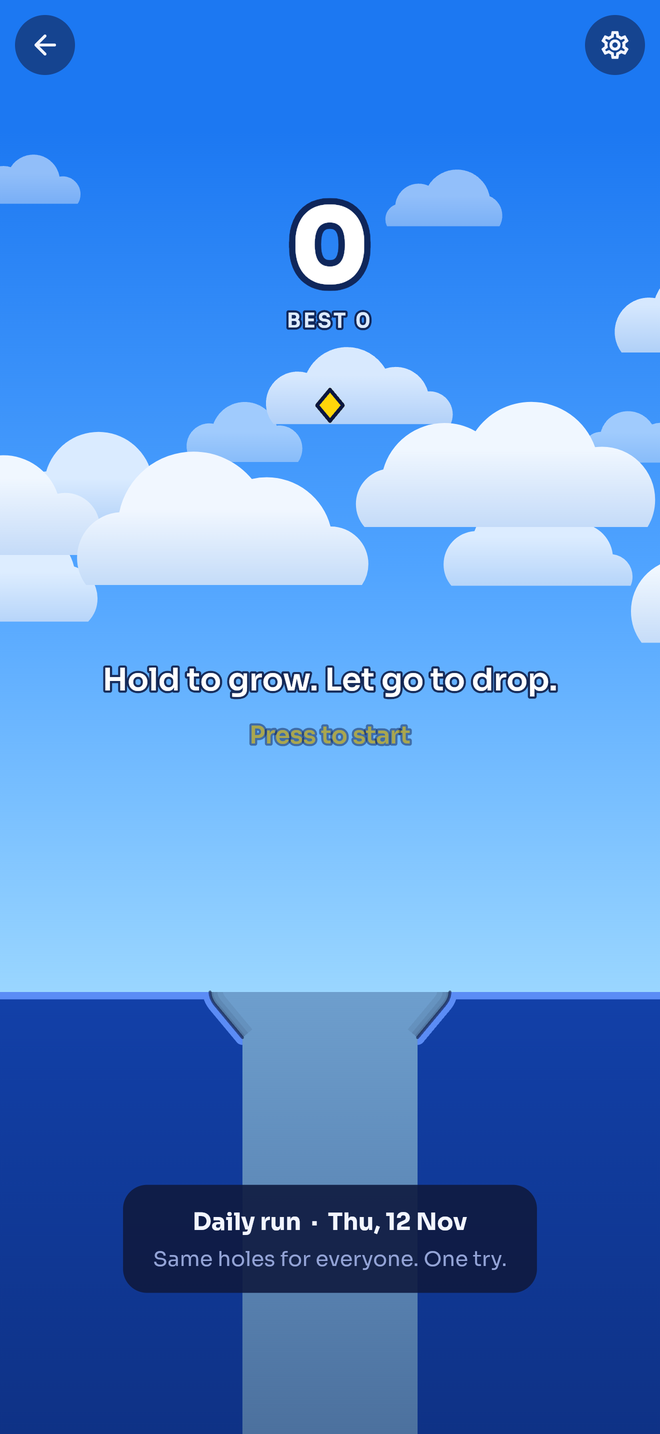 0
BEST 0
Hold to grow. Let go to drop.
Press to start
Daily run · Thu, 12 Nov
Same holes for everyone. One try.